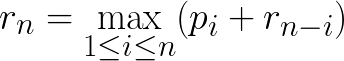 r_n = \max_{1 \leq i \leq n} (p_i + r_{n-i})